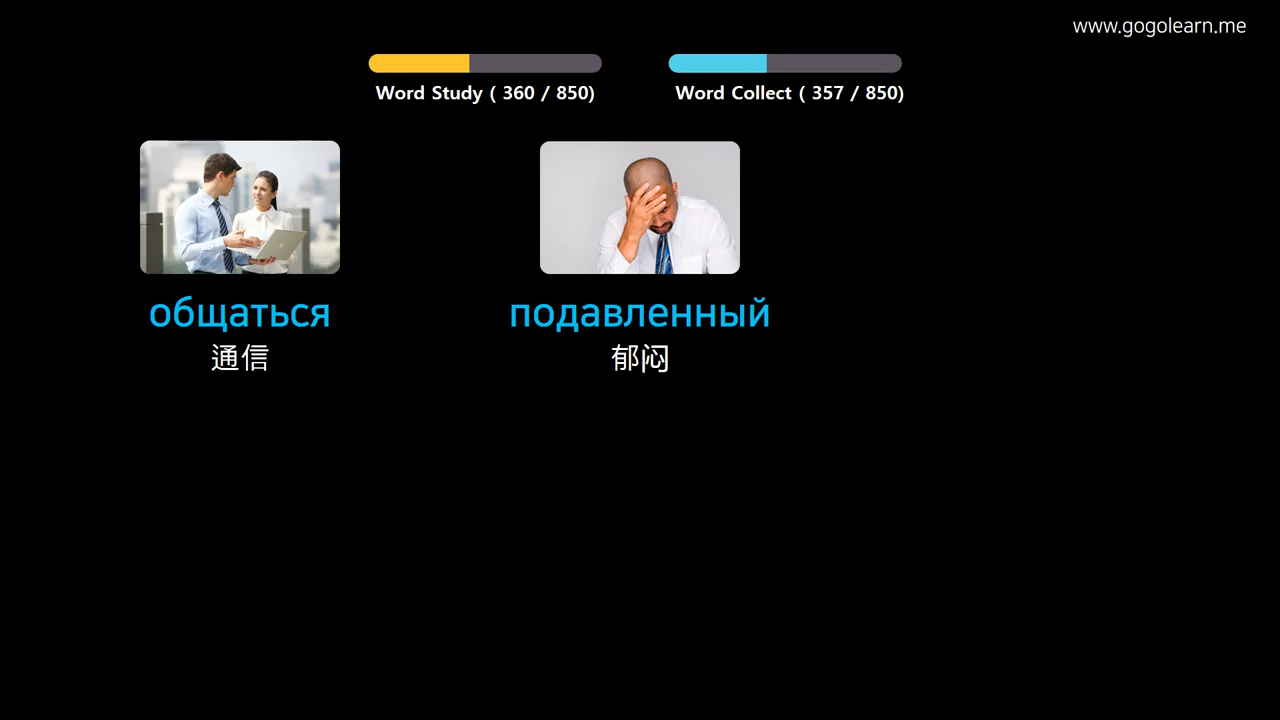 www.gogolearn.me
Word Study ( 360 / 850)
Word Collect ( 357 / 850)
общаться
подавленный
通信
郁闷